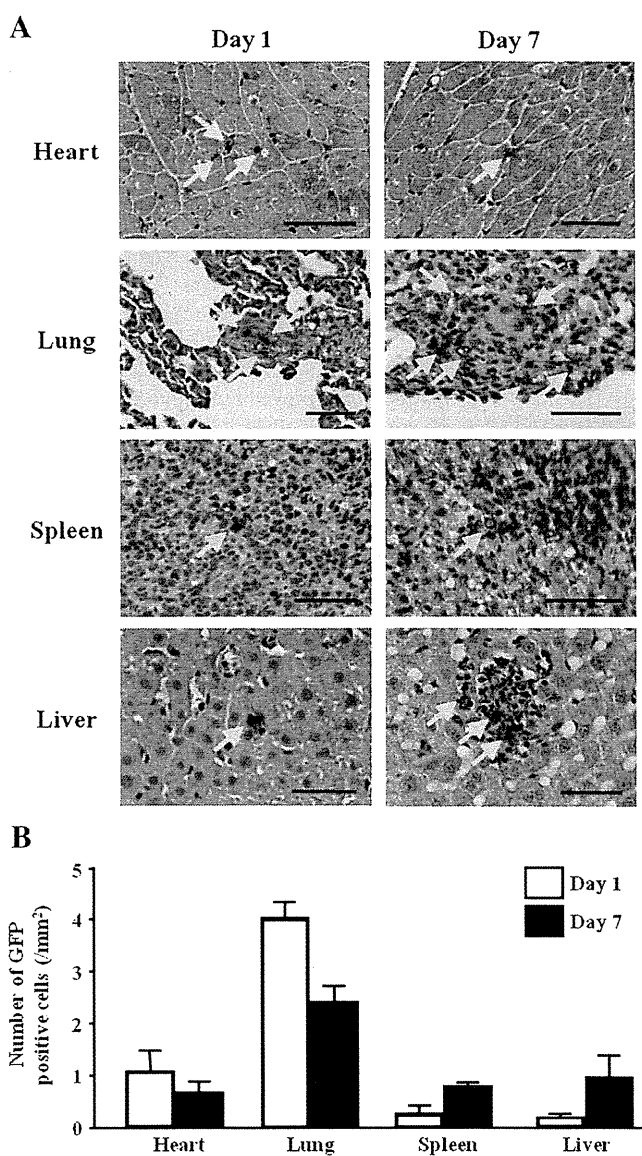 A
Day 1 Day 7
Heart
Lung
Spleen
Liver
B
Number of GFP
positive cells (/mm²)
5
4
3
2
1
0
Day 1
Day 7
Heart Lung Spleen Liver